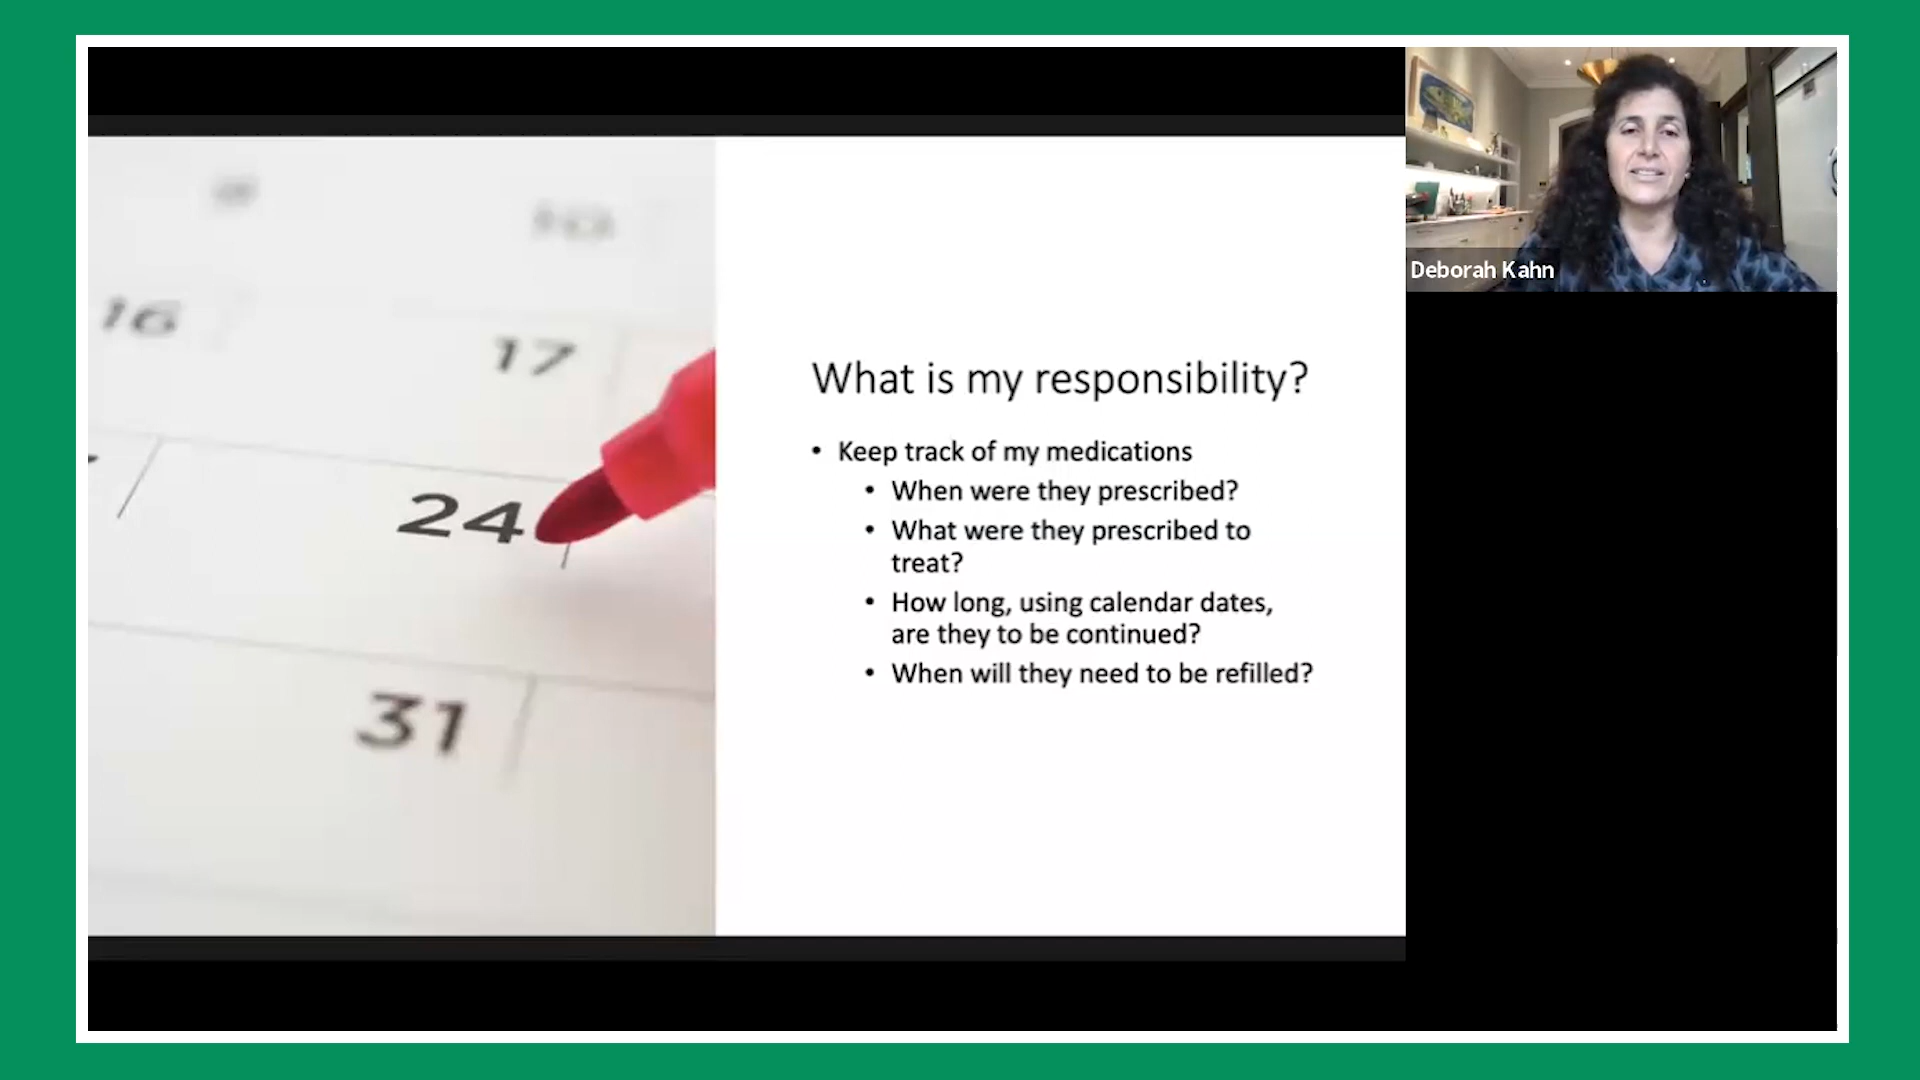 10
16
17
24
31
What is my responsibility?
• Keep track of my medications
• When were they prescribed?
• What were they prescribed to
treat?
• How long, using calendar dates,
are they to be continued?
• When will they need to be refilled?
Deborah Kahn